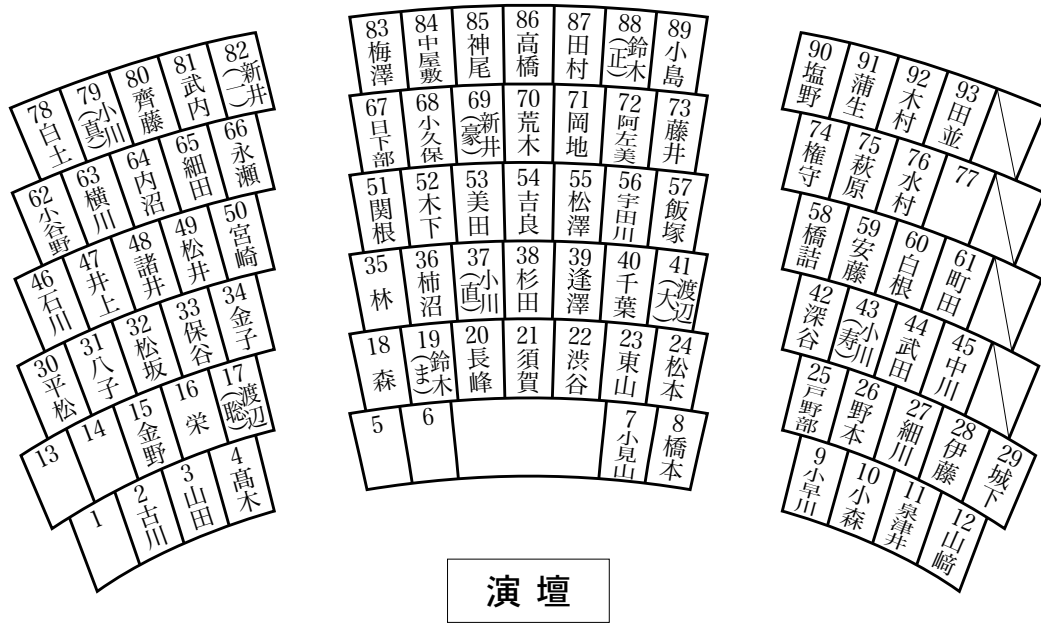 82 新井(一)
81 武内
80 齊藤
79 小川(真)
78 白土
83 梅澤
84 中屋敷
85 神尾
86 高橋
87 田村
88 鈴木(正)
89 小島
90 塩野
91 蒲生
92 木村
93 田並
66 永瀬
65 細田
64 内沼
63 横川
62 小谷野
67 日下部
68 小久保
69 新井(豪)
70 荒木
71 岡地
72 阿左美
73 藤井
74 権守
75 萩原
76 水村
77
50 宮崎
49 松井
48 諸井
47 井上
46 石川
51 関根
52 木下
53 美田
54 吉良
55 松澤
56 宇田川
57 飯塚
58 橋詰
59 安藤
60 白根
61 町田
34 金子
33 保谷
32 松坂
31 八子
30 平松
35 林
36 柿沼
37 小川(直)
38 杉田
39 逢澤
40 千葉
41 渡辺(大)
42 深谷
43 小川(寿)
44 武田
45 中川
17 渡辺(聡)
16 栄
15 金野
14
13
18 森
19 鈴木(ま)
20 長峰
21 須賀
22 渋谷
23 東山
24 松本
25 戸野部
26 野本
27 細川
28 伊藤
29 城下
4 髙木
3 山田
2 古川
1
5
6
7 小見山
8 橋本
9 小早川
10 小森
11 泉津井
12 山﨑
演壇